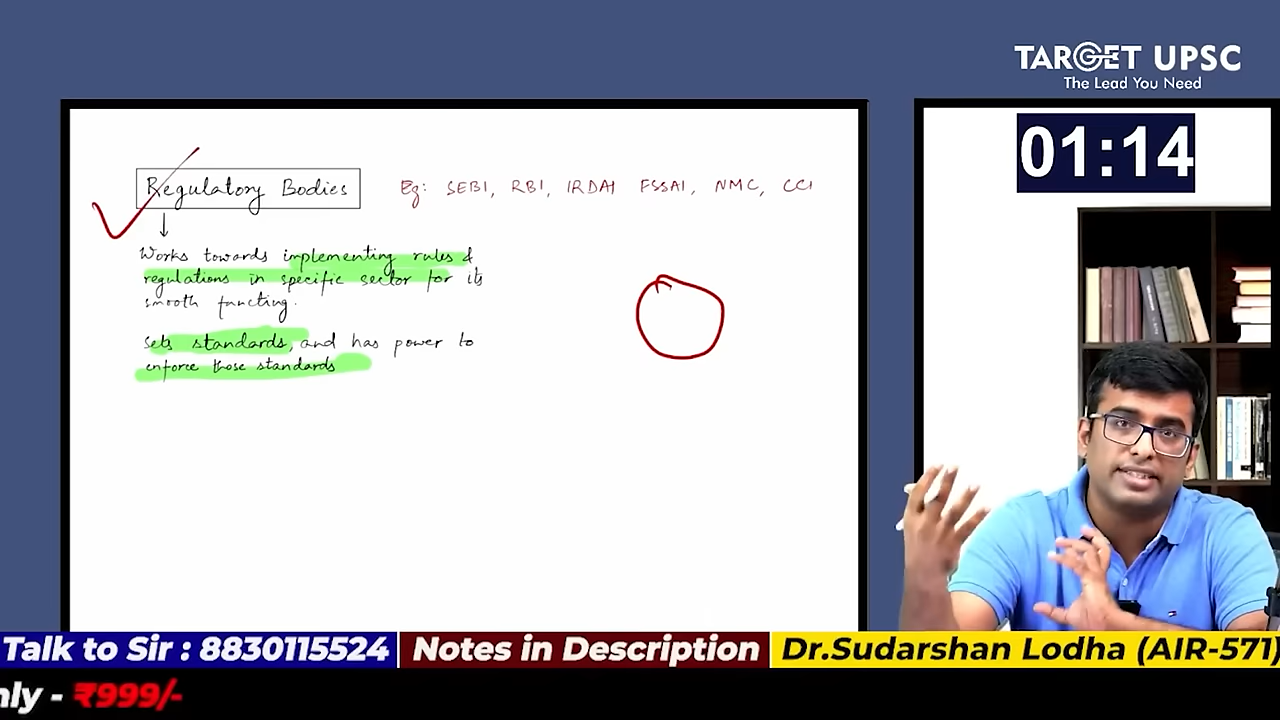 TARGET UPSC
The Lead You Need
01:14
Regulatory Bodies Eg: SEBI, RBI, IRDAI FSSAI, NMC, CCI
Works towards implementing rules &
regulations in specific sector for its
smooth functing.
Sets standards, and has power to
enforce those standards
Talk to Sir : 8830115524 Notes in Description Dr.Sudarshan Lodha (AIR-571)
nly - ₹999/-